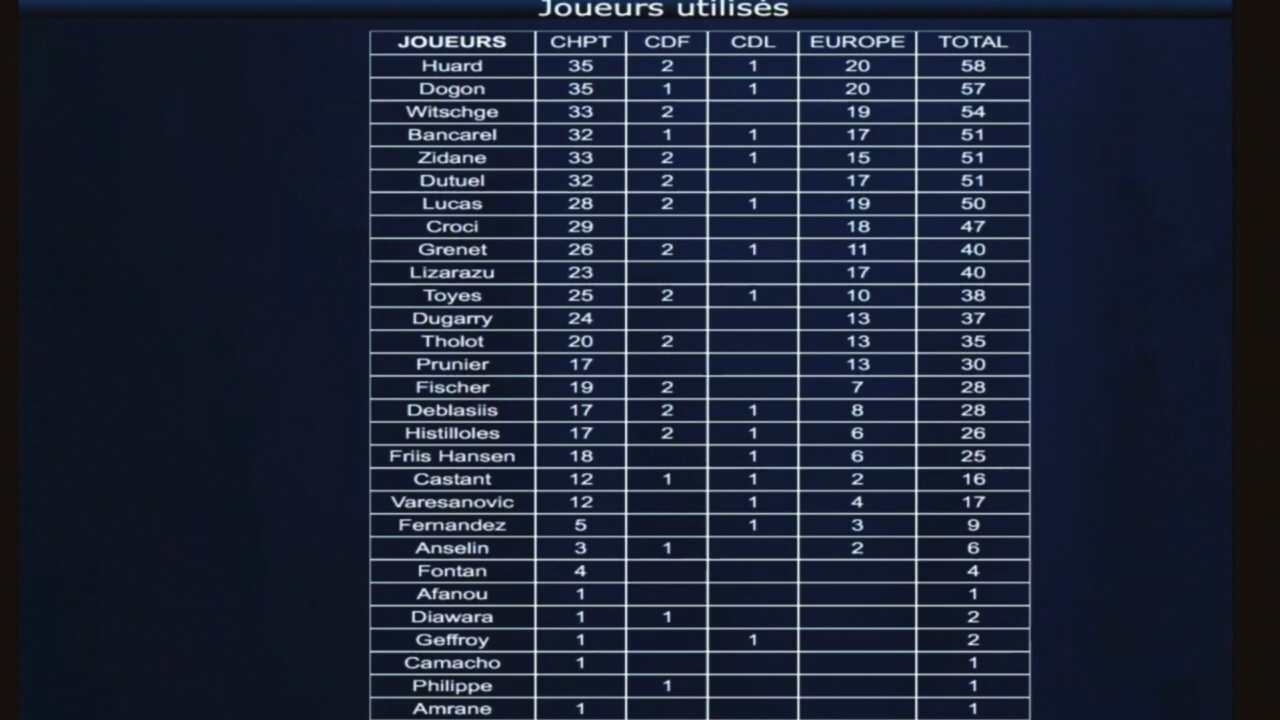 Joueurs utilisés
JOUEURS CHPT CDF CDL EUROPE TOTAL
Huard 35 2 1 20 58
Dogon 35 1 1 20 57
Witschge 33 2 19 54
Bancarel 32 1 1 17 51
Zidane 33 2 1 15 51
Dutuel 32 2 17 51
Lucas 28 2 1 19 50
Croci 29 18 47
Grenet 26 2 1 11 40
Lizarazu 23 17 40
Toyes 25 2 1 10 38
Dugarry 24 13 37
Tholot 20 2 13 35
Prunier 17 13 30
Fischer 19 2 7 28
Deblasiis 17 2 1 8 28
Histilloles 17 2 1 6 26
Friis Hansen 18 1 6 25
Castant 12 1 1 2 16
Varesanovic 12 1 4 17
Fernandez 5 1 3 9
Anselin 3 1 2 6
Fontan 4 4
Afanou 1 1
Diawara 1 1 2
Geffroy 1 1 2
Camacho 1 1
Philippe 1 1
Amrane 1 1